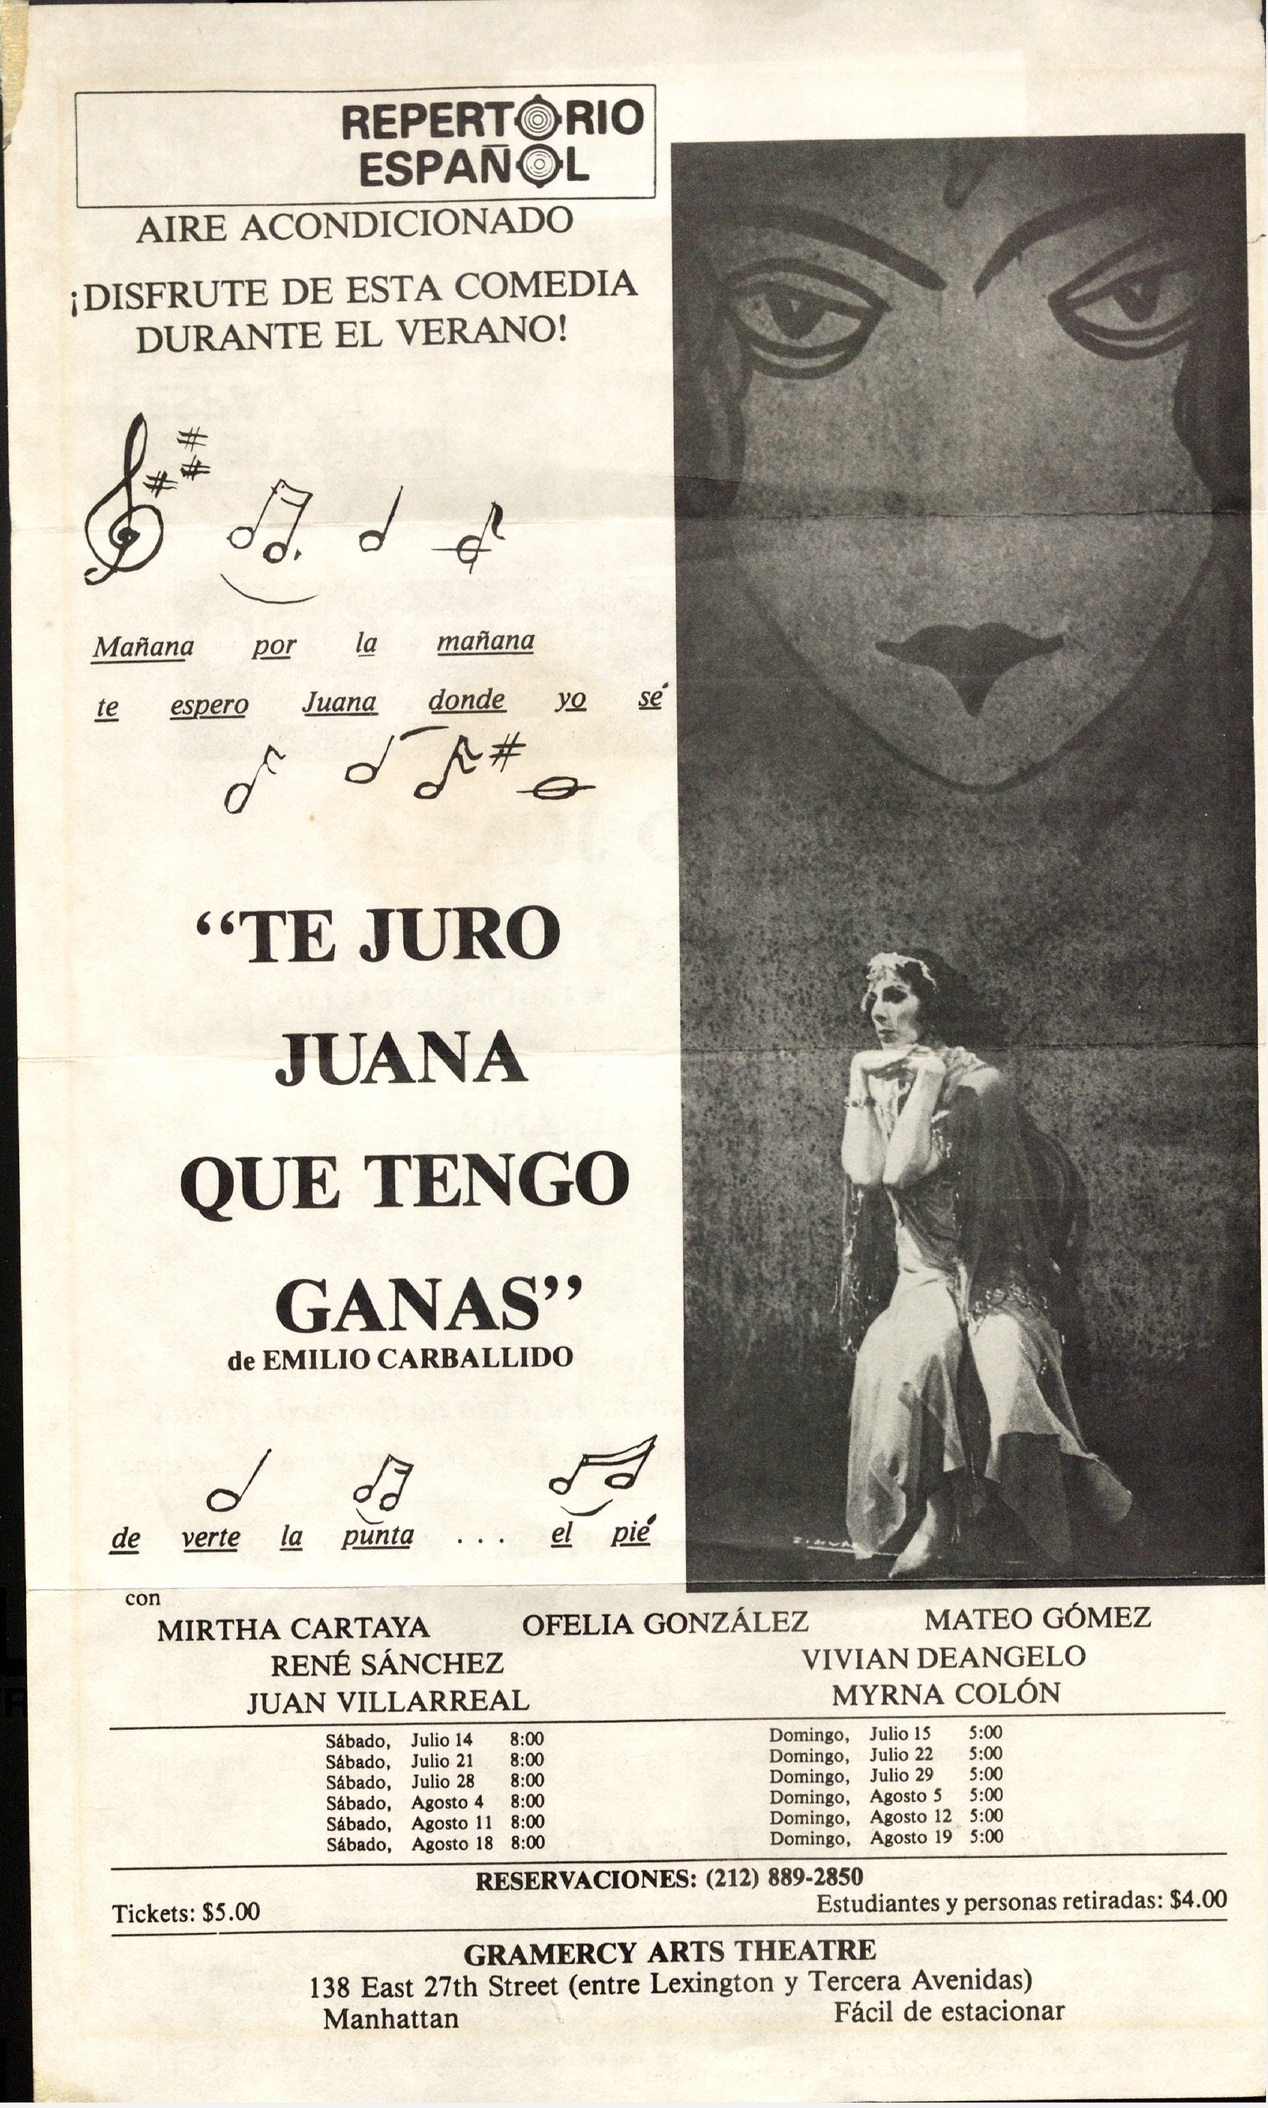 REPERTORIO
ESPAÑOL
AIRE ACONDICIONADO
¡DISFRUTE DE ESTA COMEDIA
DURANTE EL VERANO!
Mañana por la mañana
te espero Juana donde yo sé
"TE JURO
JUANA
QUE TENGO
GANAS"
de EMILIO CARBALLIDO
de verte la punta . . . el pié
con
MIRTHA CARTAYA OFELIA GONZÁLEZ MATEO GÓMEZ
RENÉ SÁNCHEZ VIVIAN DEANGELO
JUAN VILLARREAL MYRNA COLÓN
Sábado, Julio 14 8:00 Domingo, Julio 15 5:00
Sábado, Julio 21 8:00 Domingo, Julio 22 5:00
Sábado, Julio 28 8:00 Domingo, Julio 29 5:00
Sábado, Agosto 4 8:00 Domingo, Agosto 5 5:00
Sábado, Agosto 11 8:00 Domingo, Agosto 12 5:00
Sábado, Agosto 18 8:00 Domingo, Agosto 19 5:00
RESERVACIONES: (212) 889-2850
Tickets: $5.00 Estudiantes y personas retiradas: $4.00
GRAMERCY ARTS THEATRE
138 East 27th Street (entre Lexington y Tercera Avenidas)
Manhattan Fácil de estacionar